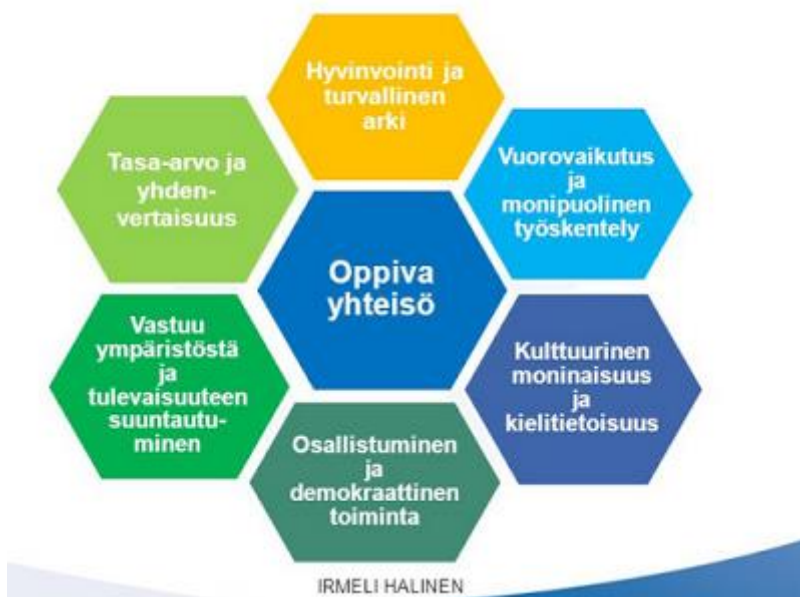 Hyvinvointi ja
turvallinen
arki
Tasa-arvo ja
yhden-
vertaisuus
Vuorovaikutus
ja
monipuolinen
työskentely
Oppiva
yhteisö
Vastuu
ympäristöstä
ja
tulevaisuuteen
suuntautu-
minen
Kulttuurinen
moninaisuus
ja
kielitietoisuus
Osallistuminen
ja
demokraattinen
toiminta
IRMELI HALINEN